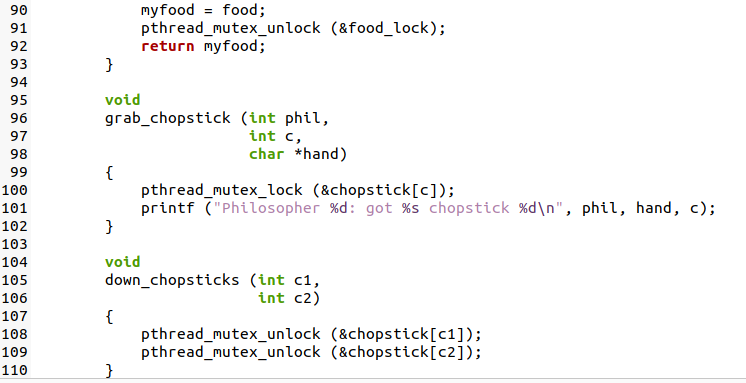 90             myfood = food;
91             pthread_mutex_unlock (&food_lock);
92             return myfood;
93         }
94
95         void
96         grab_chopstick (int phil,
97                         int c,
98                         char *hand)
99         {
100             pthread_mutex_lock (&chopstick[c]);
101             printf ("Philosopher %d: got %s chopstick %d\n", phil, hand, c);
102         }
103
104         void
105         down_chopsticks (int c1,
106                          int c2)
107         {
108             pthread_mutex_unlock (&chopstick[c1]);
109             pthread_mutex_unlock (&chopstick[c2]);
110         }